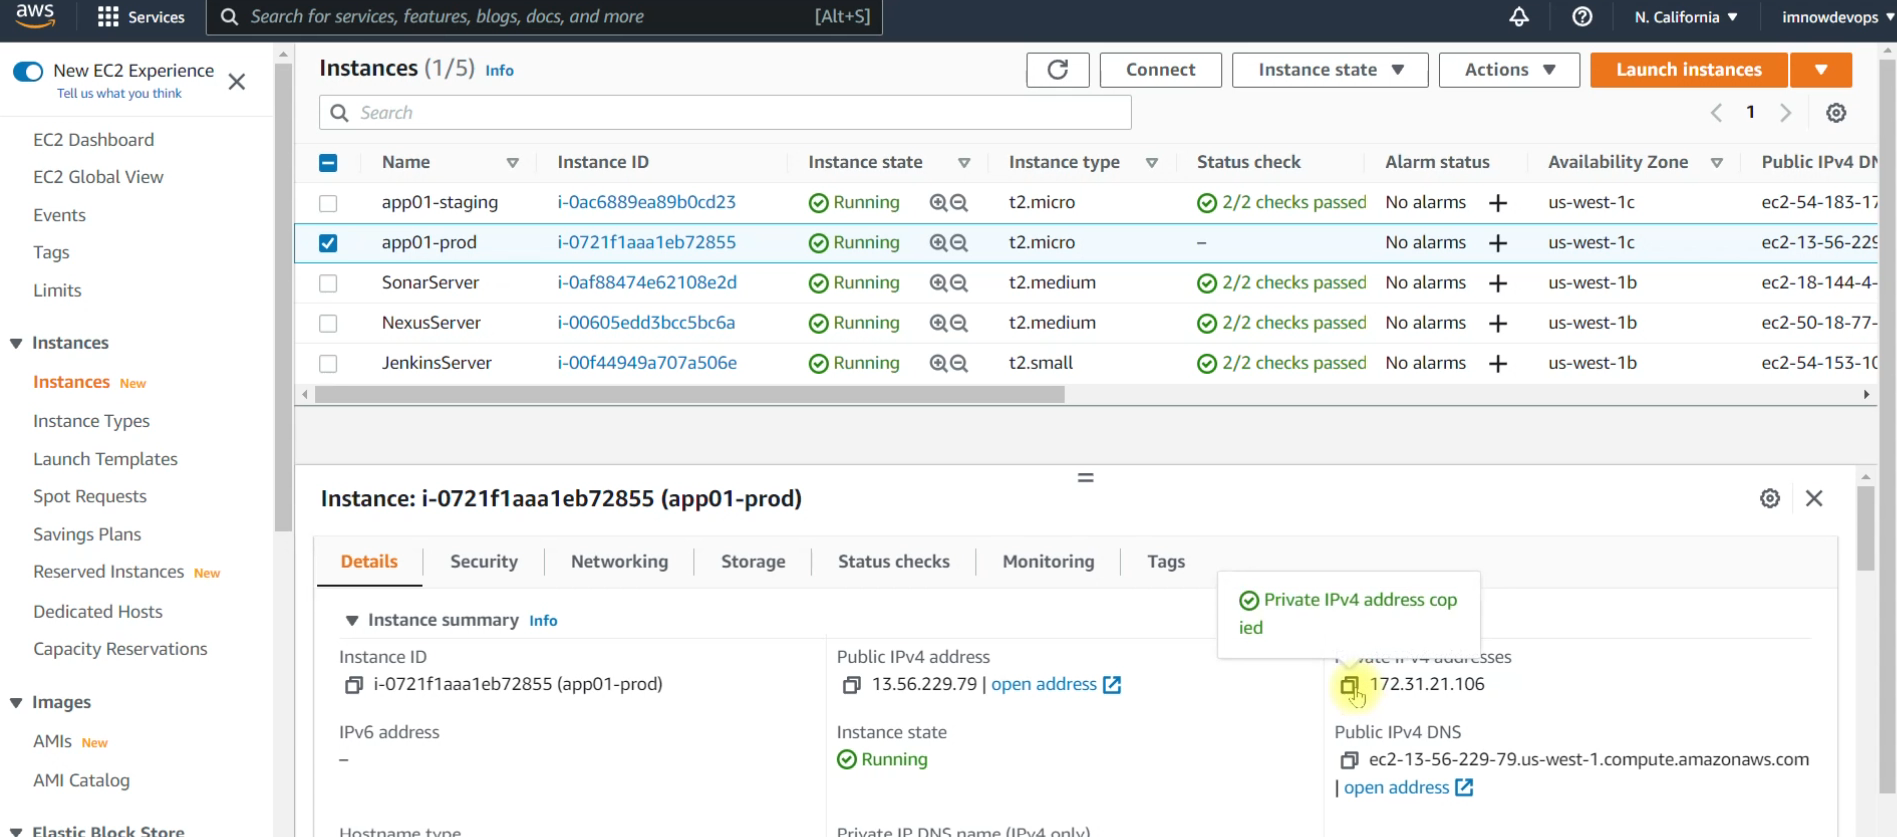 aws
Services
Search for services, features, blogs, docs, and more
[Alt+S]
N. California ▼
imnowdevops ▼
New EC2 Experience
Tell us what you think
EC2 Dashboard
EC2 Global View
Events
Tags
Limits
Instances
Instances New
Instance Types
Launch Templates
Spot Requests
Savings Plans
Reserved Instances New
Dedicated Hosts
Capacity Reservations
Images
AMIs New
AMI Catalog
Elastic Block Store
Instances (1/5) Info
Connect
Instance state ▼
Actions ▼
Launch instances
Search
1
Name Instance ID Instance state Instance type Status check Alarm status Availability Zone Public IPv4 DN
app01-staging i-0ac6889ea89b0cd23 Running t2.micro 2/2 checks passed No alarms + us-west-1c ec2-54-183-17
app01-prod i-0721f1aaa1eb72855 Running t2.micro – No alarms + us-west-1c ec2-13-56-229
SonarServer i-0af88474e62108e2d Running t2.medium 2/2 checks passed No alarms + us-west-1b ec2-18-144-4-
NexusServer i-00605edd3bcc5bc6a Running t2.medium 2/2 checks passed No alarms + us-west-1b ec2-50-18-77-
JenkinsServer i-00f44949a707a506e Running t2.small 2/2 checks passed No alarms + us-west-1b ec2-54-153-10
Instance: i-0721f1aaa1eb72855 (app01-prod)
Details
Security
Networking
Storage
Status checks
Monitoring
Tags
Private IPv4 address cop
ied
Instance summary Info
Instance ID
i-0721f1aaa1eb72855 (app01-prod)
Public IPv4 address
13.56.229.79 | open address
Private IPv4 addresses
172.31.21.106
IPv6 address
–
Instance state
Running
Public IPv4 DNS
ec2-13-56-229-79.us-west-1.compute.amazonaws.com
| open address
Hostname type
Private IP DNS name (IPv4 only)